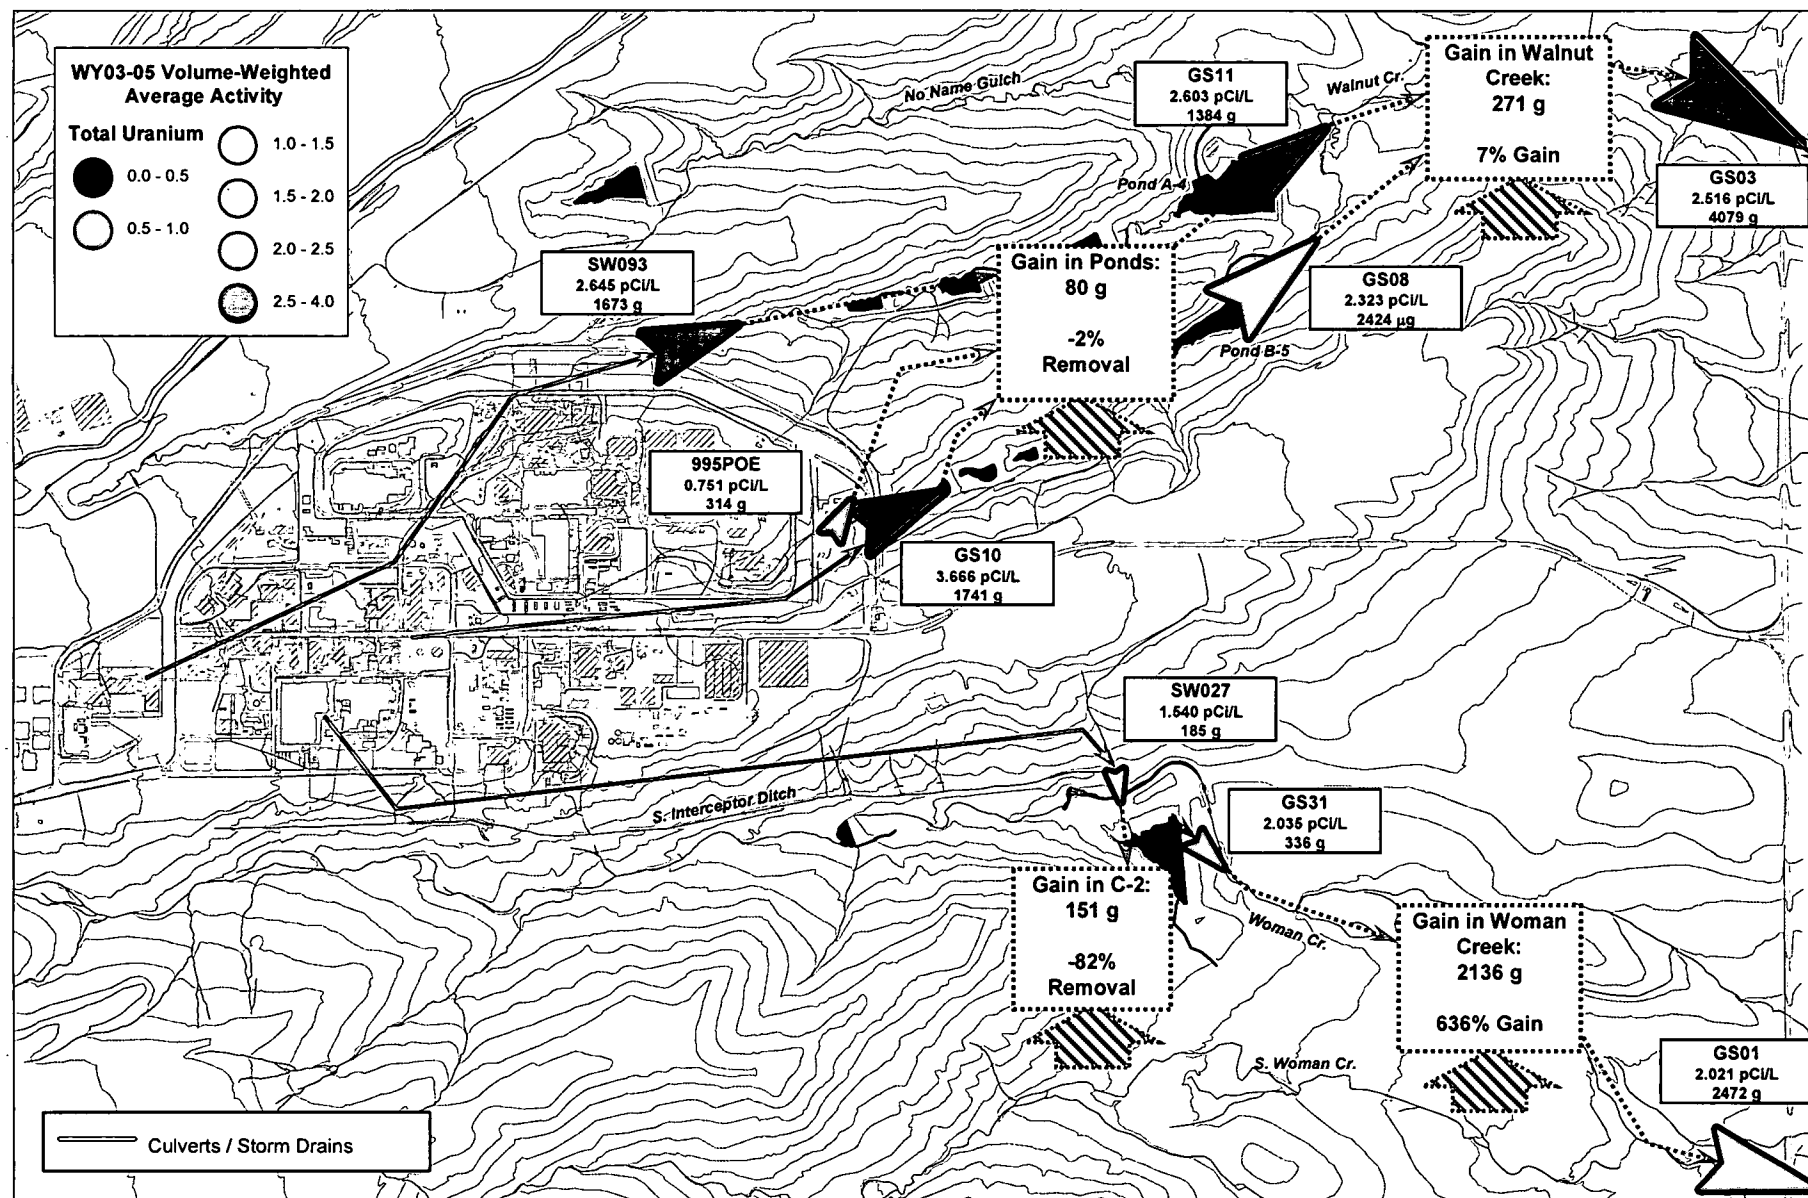 WY03-05 Volume-Weighted
Average Activity
Total Uranium
0.0 - 0.5
0.5 - 1.0
1.0 - 1.5
1.5 - 2.0
2.0 - 2.5
2.5 - 4.0
No Name Gulch
GS11
2.603 pCi/L
1384 g
Walnut Cr.
Gain in Walnut
Creek:
271 g
7% Gain
GS03
2.516 pCi/L
4079 g
Pond A-4
SW093
2.645 pCi/L
1673 g
Gain in Ponds:
80 g
-2%
Removal
GS08
2.323 pCi/L
2424 µg
Pond B-5
995POE
0.751 pCi/L
314 g
GS10
3.666 pCi/L
1741 g
SW027
1.540 pCi/L
185 g
S. Interceptor Ditch
GS31
2.035 pCi/L
336 g
Gain in C-2:
151 g
-82%
Removal
Woman Cr.
Gain in Woman
Creek:
2136 g
636% Gain
S. Woman Cr.
GS01
2.021 pCi/L
2472 g
Culverts / Storm Drains